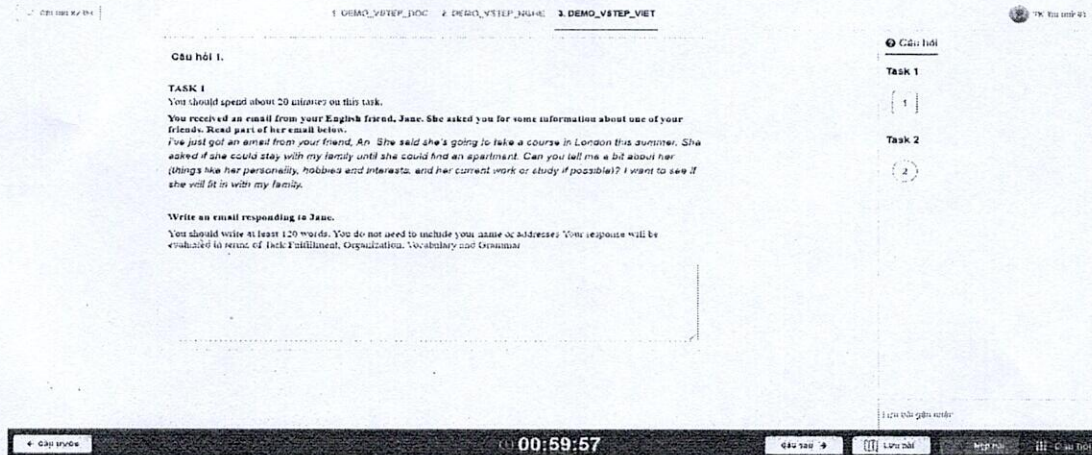 1. DEMO_VSTEP_DOC 2. DEMO_VSTEP_NGHE 3. DEMO_VSTEP_VIET
Câu hỏi 1.
Câu hỏi
TASK 1
You should spend about 20 minutes on this task.
You received an email from your English friend, Jane. She asked you for some information about one of your
friends. Read part of her email below.
I've just got an email from your friend, An. She said she's going to take a course in London this summer. She
asked if she could stay with my family until she could find an apartment. Can you tell me a bit about her
(things like her personality, hobbies and interests, and her current work or study if possible)? I want to see if
she will fit in with my family.
Write an email responding to Jane.
You should write at least 120 words. You do not need to include your name or addresses. Your response will be
evaluated in terms of Task Fulfillment, Organization, Vocabulary and Grammar
Task 1
1
Task 2
2
← Câu trước
00:59:57
Câu sau →
Lưu bài